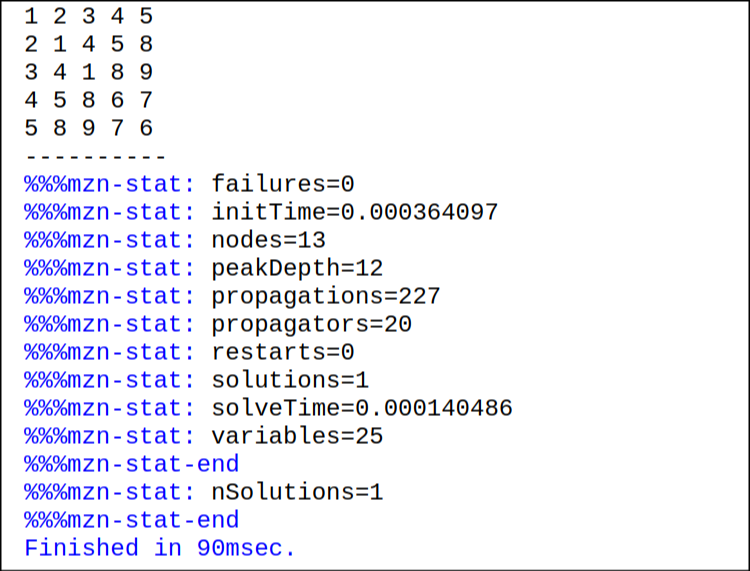 1 2 3 4 5
2 1 4 5 8
3 4 1 8 9
4 5 8 6 7
5 8 9 7 6
----------
%%%mzn-stat: failures=0
%%%mzn-stat: initTime=0.000364097
%%%mzn-stat: nodes=13
%%%mzn-stat: peakDepth=12
%%%mzn-stat: propagations=227
%%%mzn-stat: propagators=20
%%%mzn-stat: restarts=0
%%%mzn-stat: solutions=1
%%%mzn-stat: solveTime=0.000140486
%%%mzn-stat: variables=25
%%%mzn-stat-end
%%%mzn-stat: nSolutions=1
%%%mzn-stat-end
Finished in 90msec.